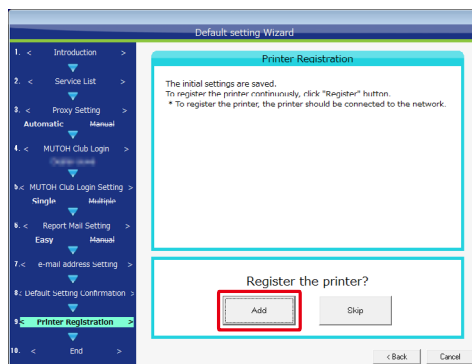 Default setting Wizard
1. < Introduction >
2. < Service List >
3. < Proxy Setting >
Automatic Manual
4. < MUTOH Club Login >
5.< MUTOH Club Login Setting >
Single Multiple
6. < Report Mail Setting >
Easy Manual
7.< e-mail address Setting >
8.< Default Setting Confirmation >
9.< Printer Registration >
10. < End >
Printer Registration
The initial settings are saved.
To register the printer continuously, click "Register" button.
* To register the printer, the printer should be connected to the network.
Register the printer?
Add Skip
< Back Cancel